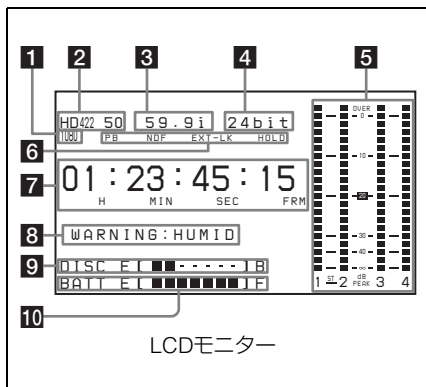 1 2 3 4 5
HD422 50 59.9i 24bit
1080 PB NDF EXT-LK HOLD
6
7
01:23:45:15
H MIN SEC FRM
8
WARNING:HUMID
9
DISC E[■■-----]B
BATT E[■■■■■■■]F
10
OVER
0
-10-
20
-30-
-40-
-∞-
1 ST 2 dB PEAK 3 4
LCDモニター